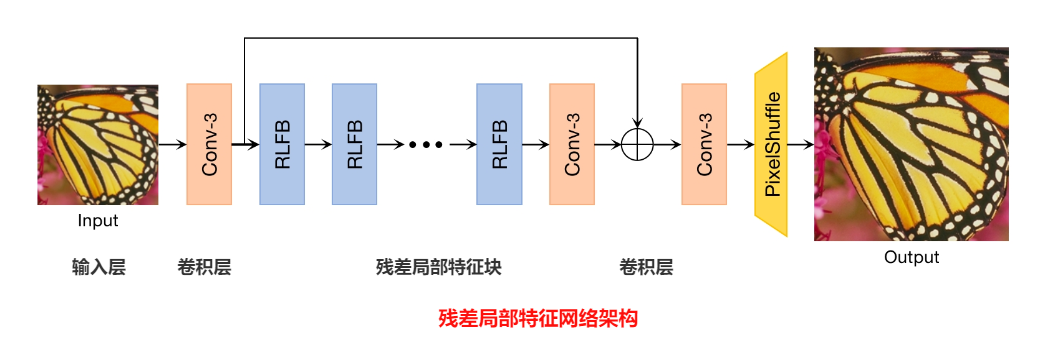 Conv-3
RLFB
RLFB
RLFB
Conv-3
Conv-3
PixelShuffle
Input
Output
输入层
卷积层
残差局部特征块
卷积层
残差局部特征网络架构